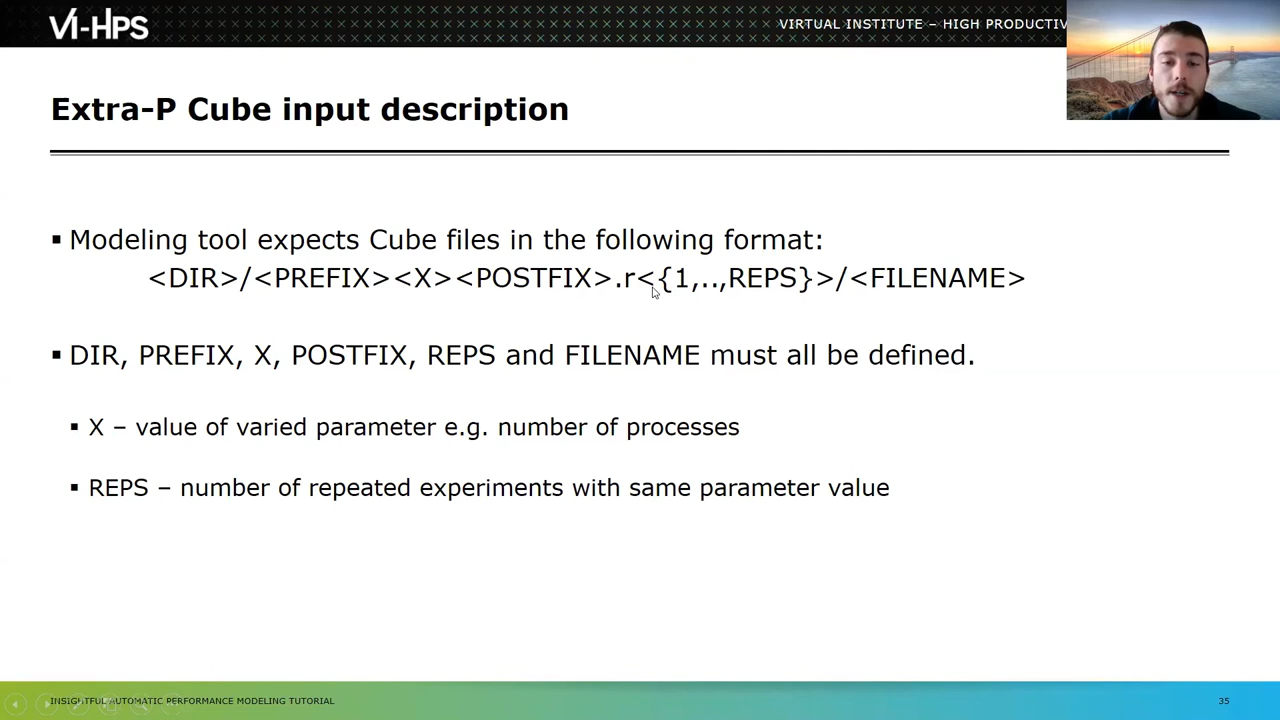 VI-HPS
VIRTUAL INSTITUTE – HIGH PRODUCTIV
Extra-P Cube input description
▪ Modeling tool expects Cube files in the following format:
<DIR>/<PREFIX><X><POSTFIX>.r<{1,..,REPS}>/<FILENAME>
▪ DIR, PREFIX, X, POSTFIX, REPS and FILENAME must all be defined.
▪ X – value of varied parameter e.g. number of processes
▪ REPS – number of repeated experiments with same parameter value
INSIGHTFUL AUTOMATIC PERFORMANCE MODELING TUTORIAL
35